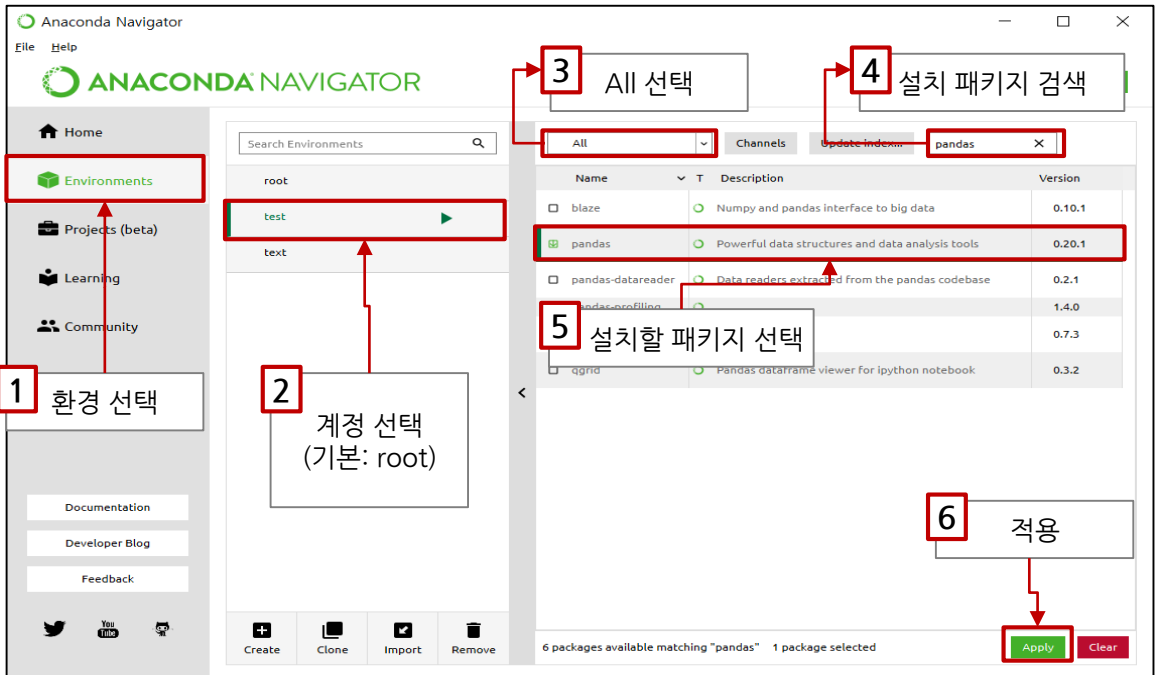 Anaconda Navigator
File Help
ANACONDA NAVIGATOR
3 All 선택
4 설치 패키지 검색
Home
Environments
Projects (beta)
Learning
Community
1 환경 선택
Documentation
Developer Blog
Feedback
You Tube
Search Environments
root
test
text
2 계정 선택
(기본: root)
Create Clone Import Remove
All Channels Update index... pandas
Name T Description Version
blaze Numpy and pandas interface to big data 0.10.1
pandas Powerful data structures and data analysis tools 0.20.1
pandas-datareader Data readers extracted from the pandas codebase 0.2.1
pandas-profiling 1.4.0
0.7.3
5 설치할 패키지 선택
qgrid Pandas dataframe viewer for ipython notebook 0.3.2
6 적용
6 packages available matching "pandas" 1 package selected
Apply Clear